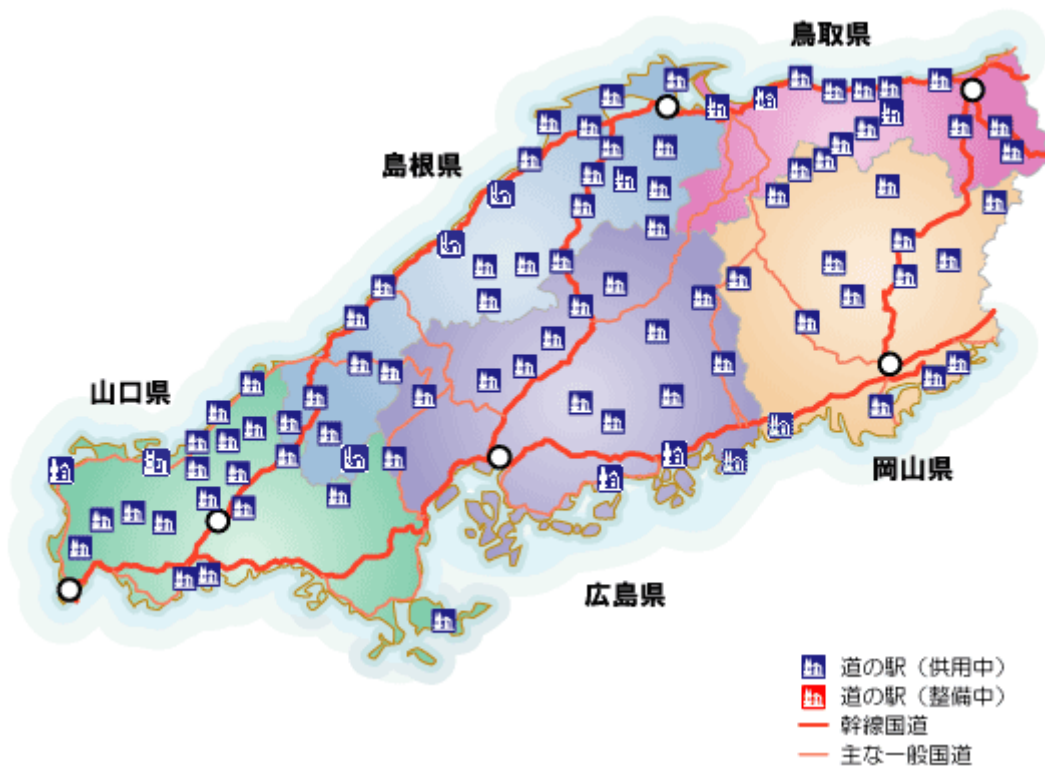 鳥取県
島根県
山口県
岡山県
広島県
道の駅（供用中）
道の駅（整備中）
幹線国道
主な一般国道